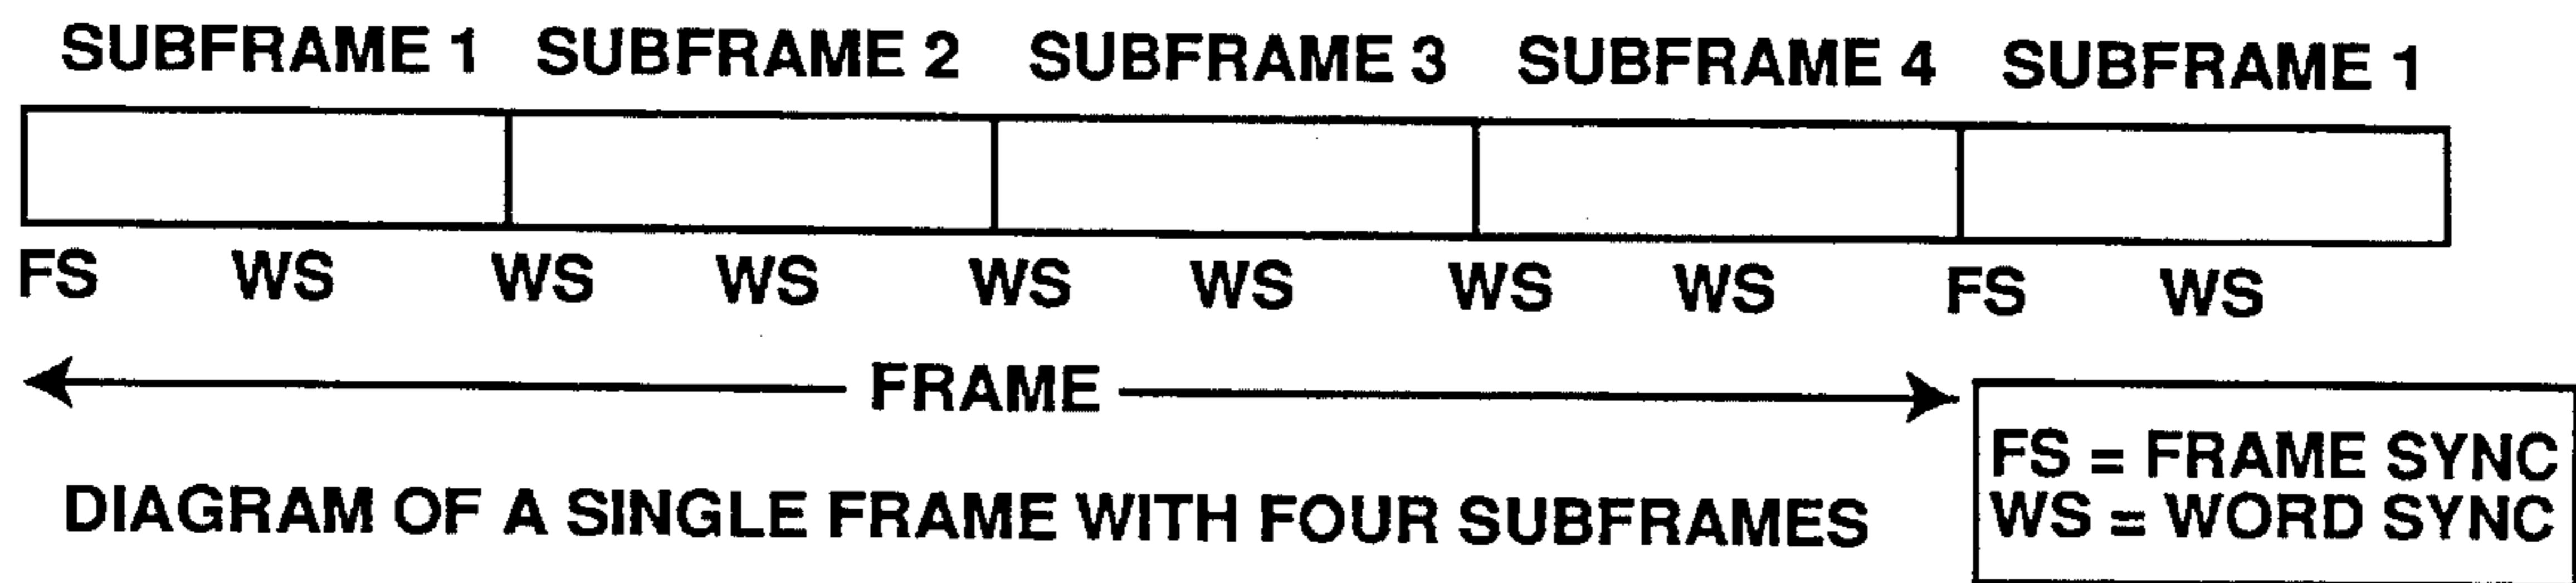 SUBFRAME 1 SUBFRAME 2 SUBFRAME 3 SUBFRAME 4 SUBFRAME 1
FS WS WS WS WS WS WS WS FS WS
FRAME
FS = FRAME SYNC
WS = WORD SYNC
DIAGRAM OF A SINGLE FRAME WITH FOUR SUBFRAMES